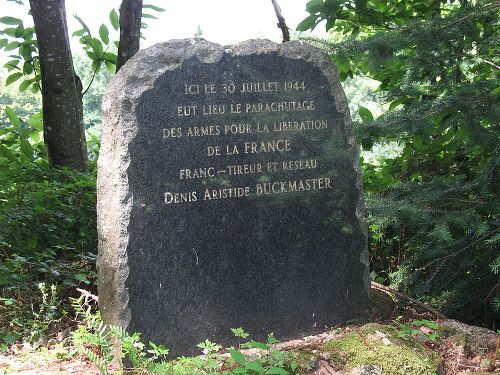 ICI LE 30 JUILLET 1944
EUT LIEU LE PARACHUTAGE
DES ARMES POUR LA LIBERATION
DE LA FRANCE
FRANC-TIREUR ET RESEAU
DENIS ARISTIDE BUCKMASTER